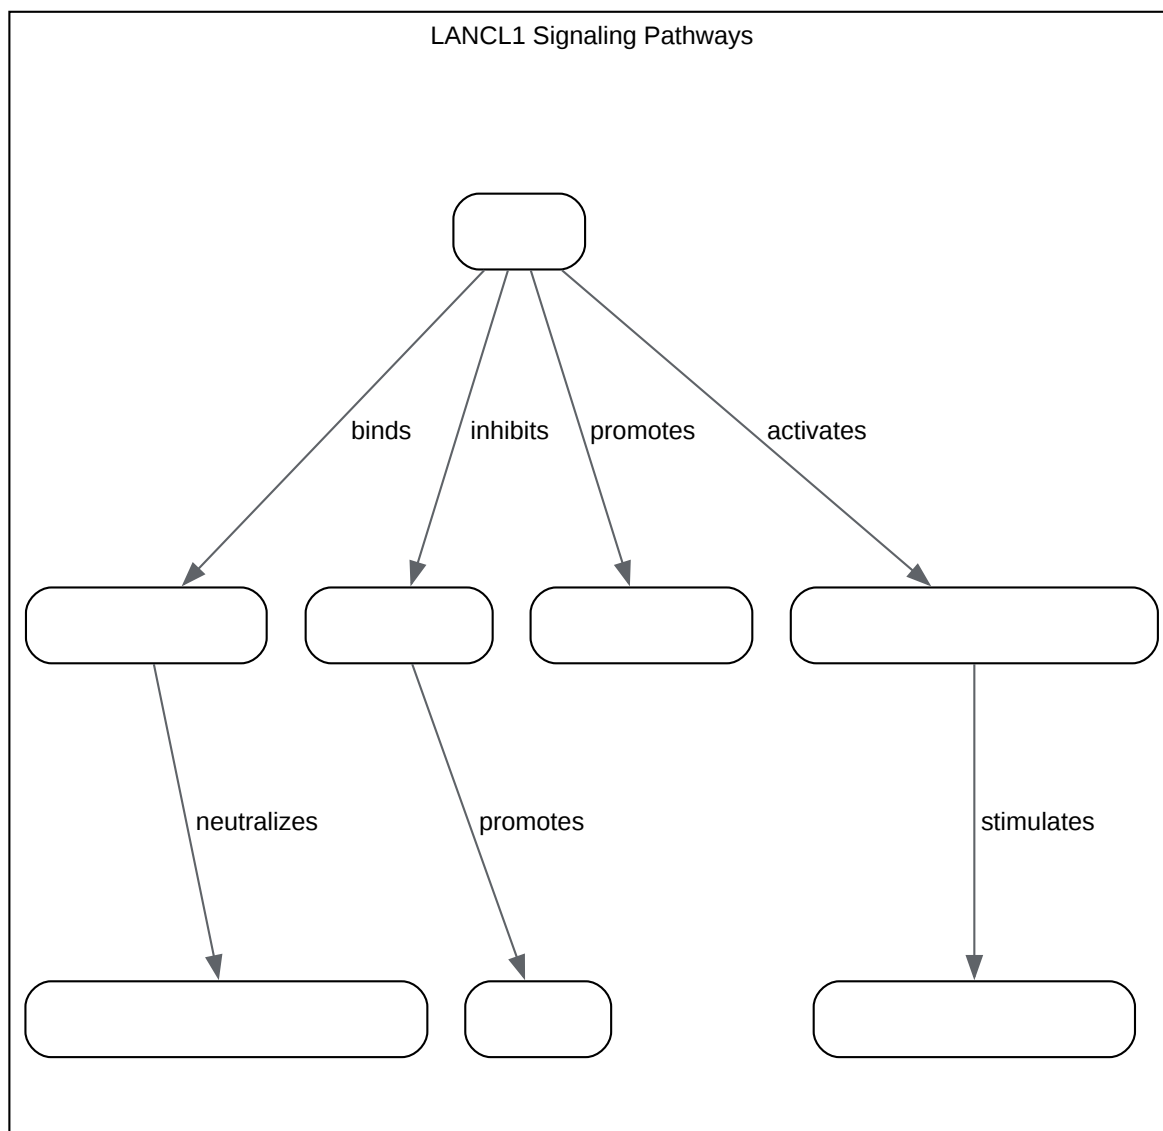 LANCL1 Signaling Pathways
binds
inhibits
promotes
activates
neutralizes
promotes
stimulates